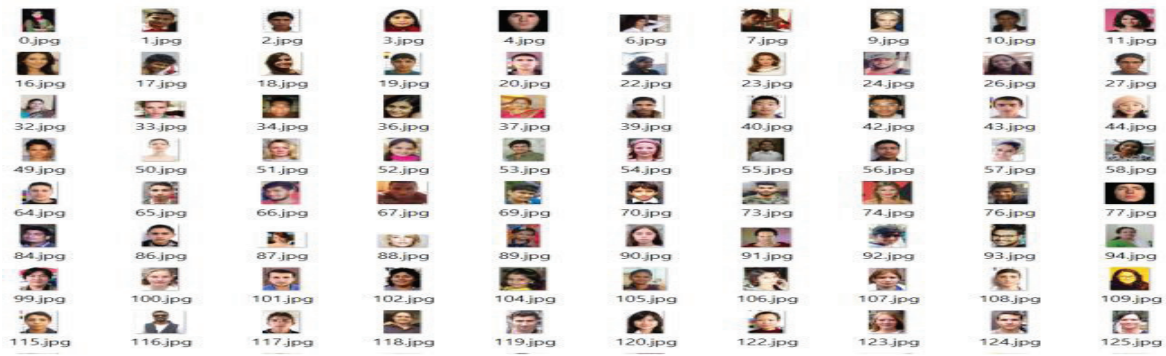 0.jpg 1.jpg 2.jpg 3.jpg 4.jpg 6.jpg 7.jpg 9.jpg 10.jpg 11.jpg
16.jpg 17.jpg 18.jpg 19.jpg 20.jpg 22.jpg 23.jpg 24.jpg 26.jpg 27.jpg
32.jpg 33.jpg 34.jpg 36.jpg 37.jpg 39.jpg 40.jpg 42.jpg 43.jpg 44.jpg
49.jpg 50.jpg 51.jpg 52.jpg 53.jpg 54.jpg 55.jpg 56.jpg 57.jpg 58.jpg
64.jpg 65.jpg 66.jpg 67.jpg 69.jpg 70.jpg 73.jpg 74.jpg 76.jpg 77.jpg
84.jpg 86.jpg 87.jpg 88.jpg 89.jpg 90.jpg 91.jpg 92.jpg 93.jpg 94.jpg
99.jpg 100.jpg 101.jpg 102.jpg 104.jpg 105.jpg 106.jpg 107.jpg 108.jpg 109.jpg
115.jpg 116.jpg 117.jpg 118.jpg 119.jpg 120.jpg 122.jpg 123.jpg 124.jpg 125.jpg